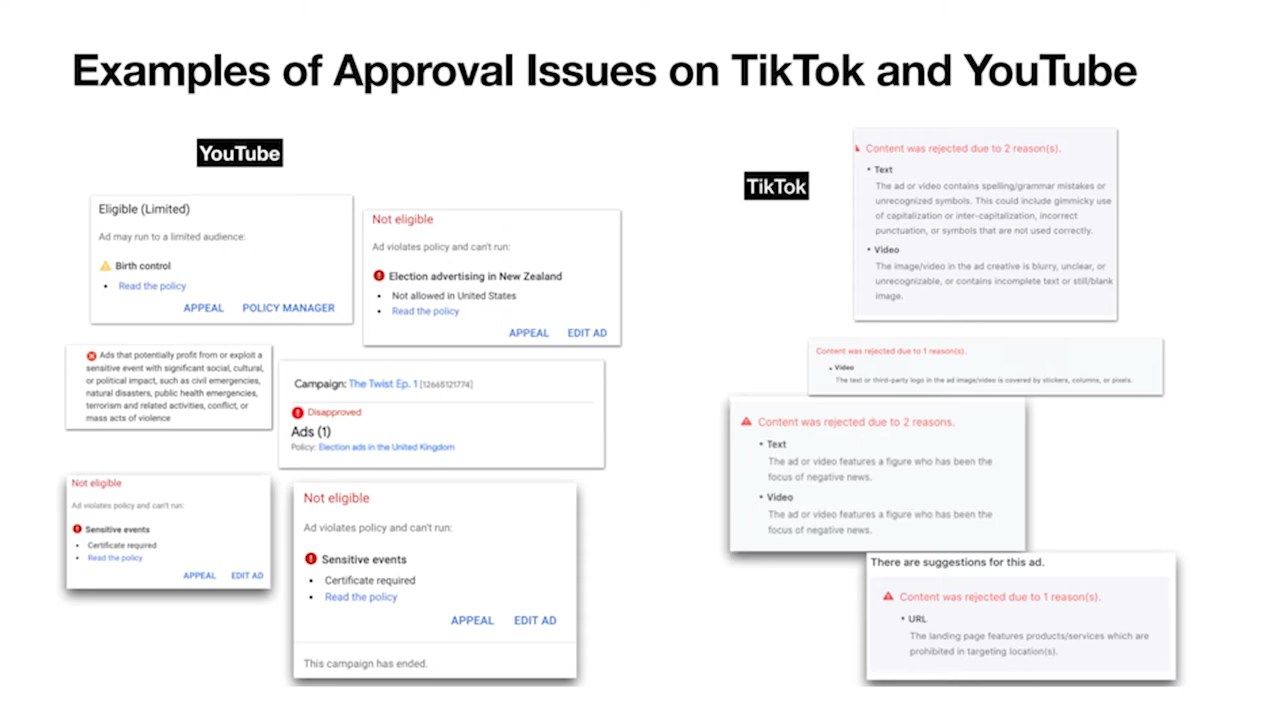 Examples of Approval Issues on TikTok and YouTube
YouTube
Eligible (Limited)
Ad may run to a limited audience:
Birth control
• Read the policy
APPEAL POLICY MANAGER
Not eligible
Ad violates policy and can't run:
Election advertising in New Zealand
• Not allowed in United States
• Read the policy
APPEAL EDIT AD
Ads that potentially profit from or exploit a
sensitive event with significant social, cultural,
or political impact, such as civil emergencies,
natural disasters, public health emergencies,
terrorism and related activities, conflict, or
mass acts of violence
Campaign: The Twist Ep. 1 [12665121774]
Disapproved
Ads (1)
Policy: Election ads in the United Kingdom
Not eligible
Ad violates policy and can't run:
Sensitive events
• Certificate required
• Read the policy
APPEAL EDIT AD
Not eligible
Ad violates policy and can't run:
Sensitive events
• Certificate required
• Read the policy
APPEAL EDIT AD
This campaign has ended.
TikTok
Content was rejected due to 2 reason(s).
• Text
The ad or video contains spelling/grammar mistakes or
unrecognized symbols. This could include gimmicky use
of capitalization or inter-capitalization, incorrect
punctuation, or symbols that are not used correctly.
• Video
The image/video in the ad creative is blurry, unclear, or
unrecognizable, or contains incomplete text or still/blank
image.
Content was rejected due to 1 reason(s).
• Video
The text or third-party logo in the ad image/video is covered by stickers, columns, or pixels.
Content was rejected due to 2 reasons.
• Text
The ad or video features a figure who has been the
focus of negative news.
• Video
The ad or video features a figure who has been the
focus of negative news.
There are suggestions for this ad.
Content was rejected due to 1 reason(s).
• URL
The landing page features products/services which are
prohibited in targeting location(s).